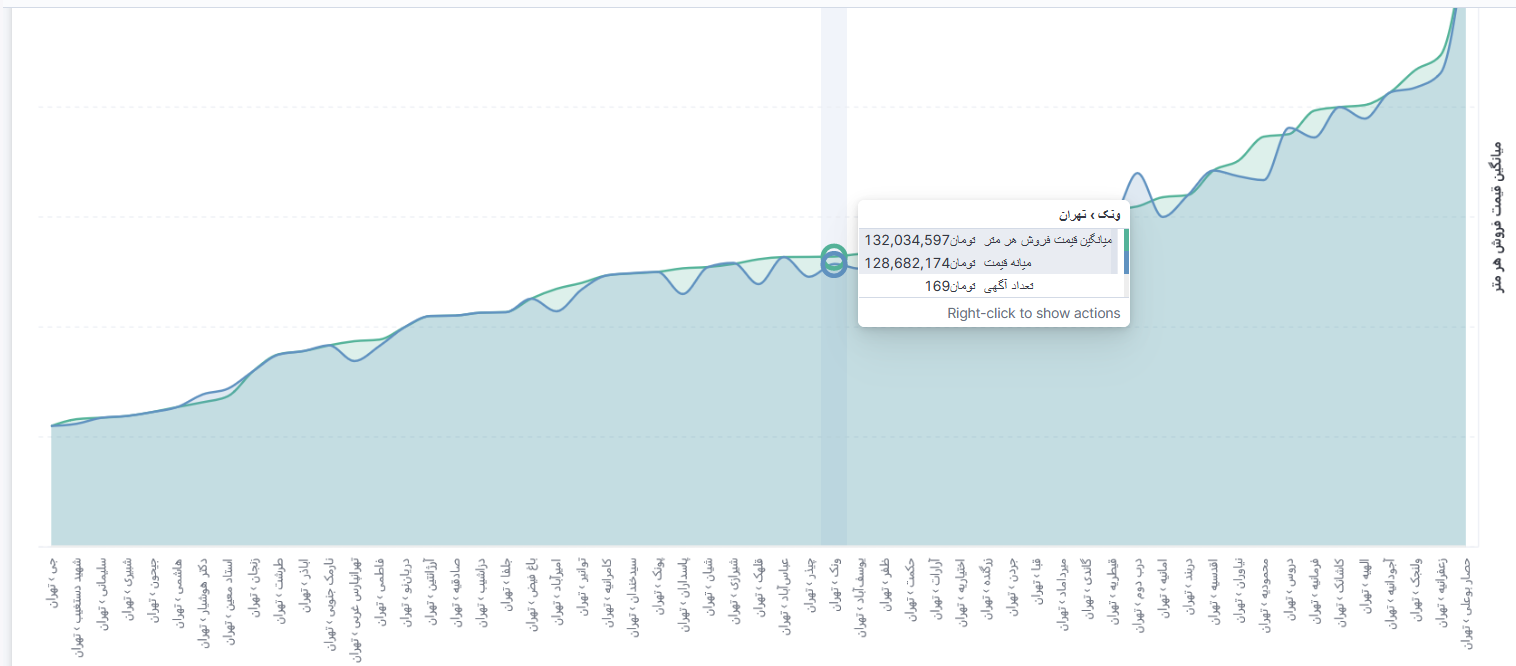 میانگین قیمت فروش هر متر
ونک › تهران
میانگین قیمت فروش هر متر تومان132,034,597
میانه قیمت تومان128,682,174
تعداد آگهی تومان169
Right-click to show actions
جی › تهران
شهید دستغیب › تهران
سلیمانی › تهران
شبیری › تهران
جیحون › تهران
هاشمی › تهران
دکتر هوشیار › تهران
استاد معین › تهران
زنجان › تهران
طرشت › تهران
اباذر › تهران
نارمک جنوبی › تهران
تهرانپارس غربی › تهران
فاطمی › تهران
دریان‌نو › تهران
آرژانتین › تهران
صادقیه › تهران
دزاشیب › تهران
جلفا › تهران
باغ فیض › تهران
امیرآباد › تهران
توانیر › تهران
کامرانیه › تهران
سیدخندان › تهران
پونک › تهران
پاسداران › تهران
شیان › تهران
شیرازی › تهران
قلهک › تهران
عباس‌آباد › تهران
چیذر › تهران
ونک › تهران
یوسف‌آباد › تهران
ظفر › تهران
حکمت › تهران
آرارات › تهران
اختیاریه › تهران
زرگنده › تهران
جردن › تهران
قبا › تهران
میرداماد › تهران
گاندی › تهران
قیطریه › تهران
درب دوم › تهران
امانیه › تهران
دربند › تهران
اقدسیه › تهران
نیاوران › تهران
محمودیه › تهران
دروس › تهران
فرمانیه › تهران
کاشانک › تهران
الهیه › تهران
آجودانیه › تهران
ولنجک › تهران
زعفرانیه › تهران
حصار بوعلی › تهران